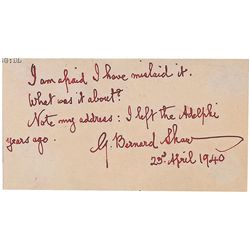 I am afraid I have mislaid it.
What was it about?
Note my address: I left the Adelphi
years ago.
G. Bernard Shaw
23ᵈ April 1940